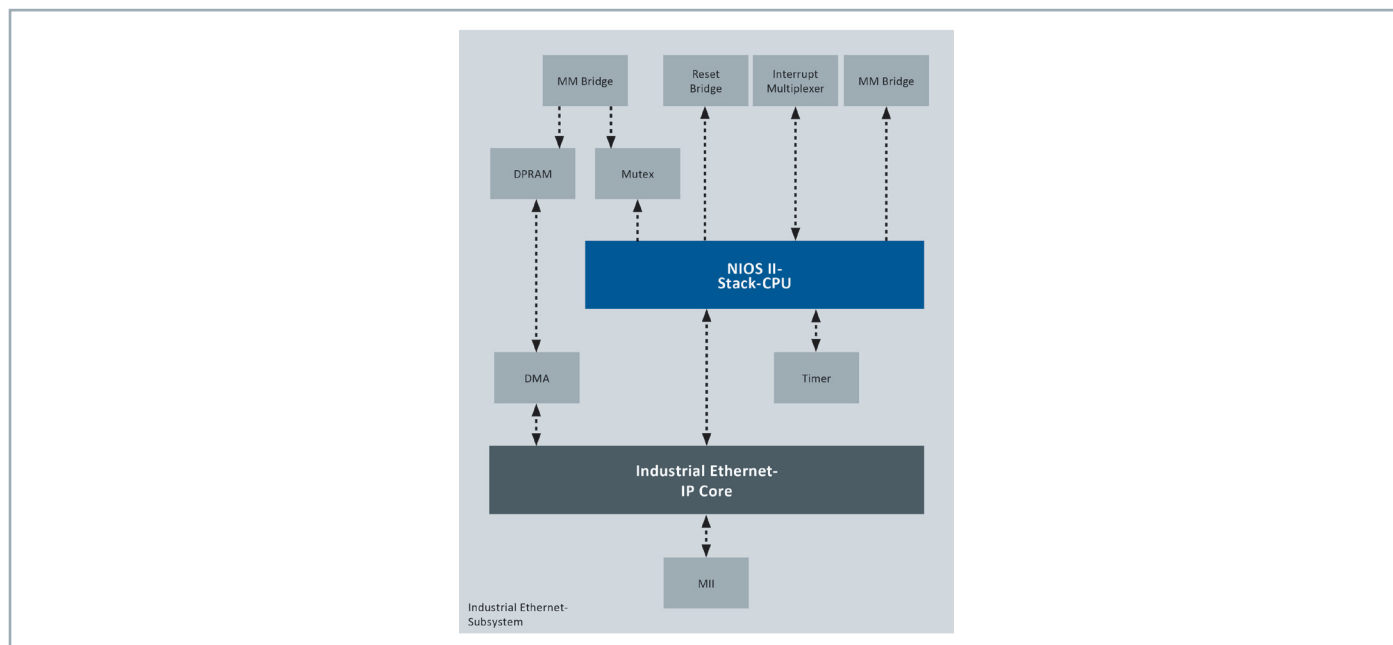 MM Bridge
Reset
Bridge
Interrupt
Multiplexer
MM Bridge
DPRAM
Mutex
NIOS II-
Stack-CPU
DMA
Timer
Industrial Ethernet-
IP Core
MII
Industrial Ethernet-
Subsystem